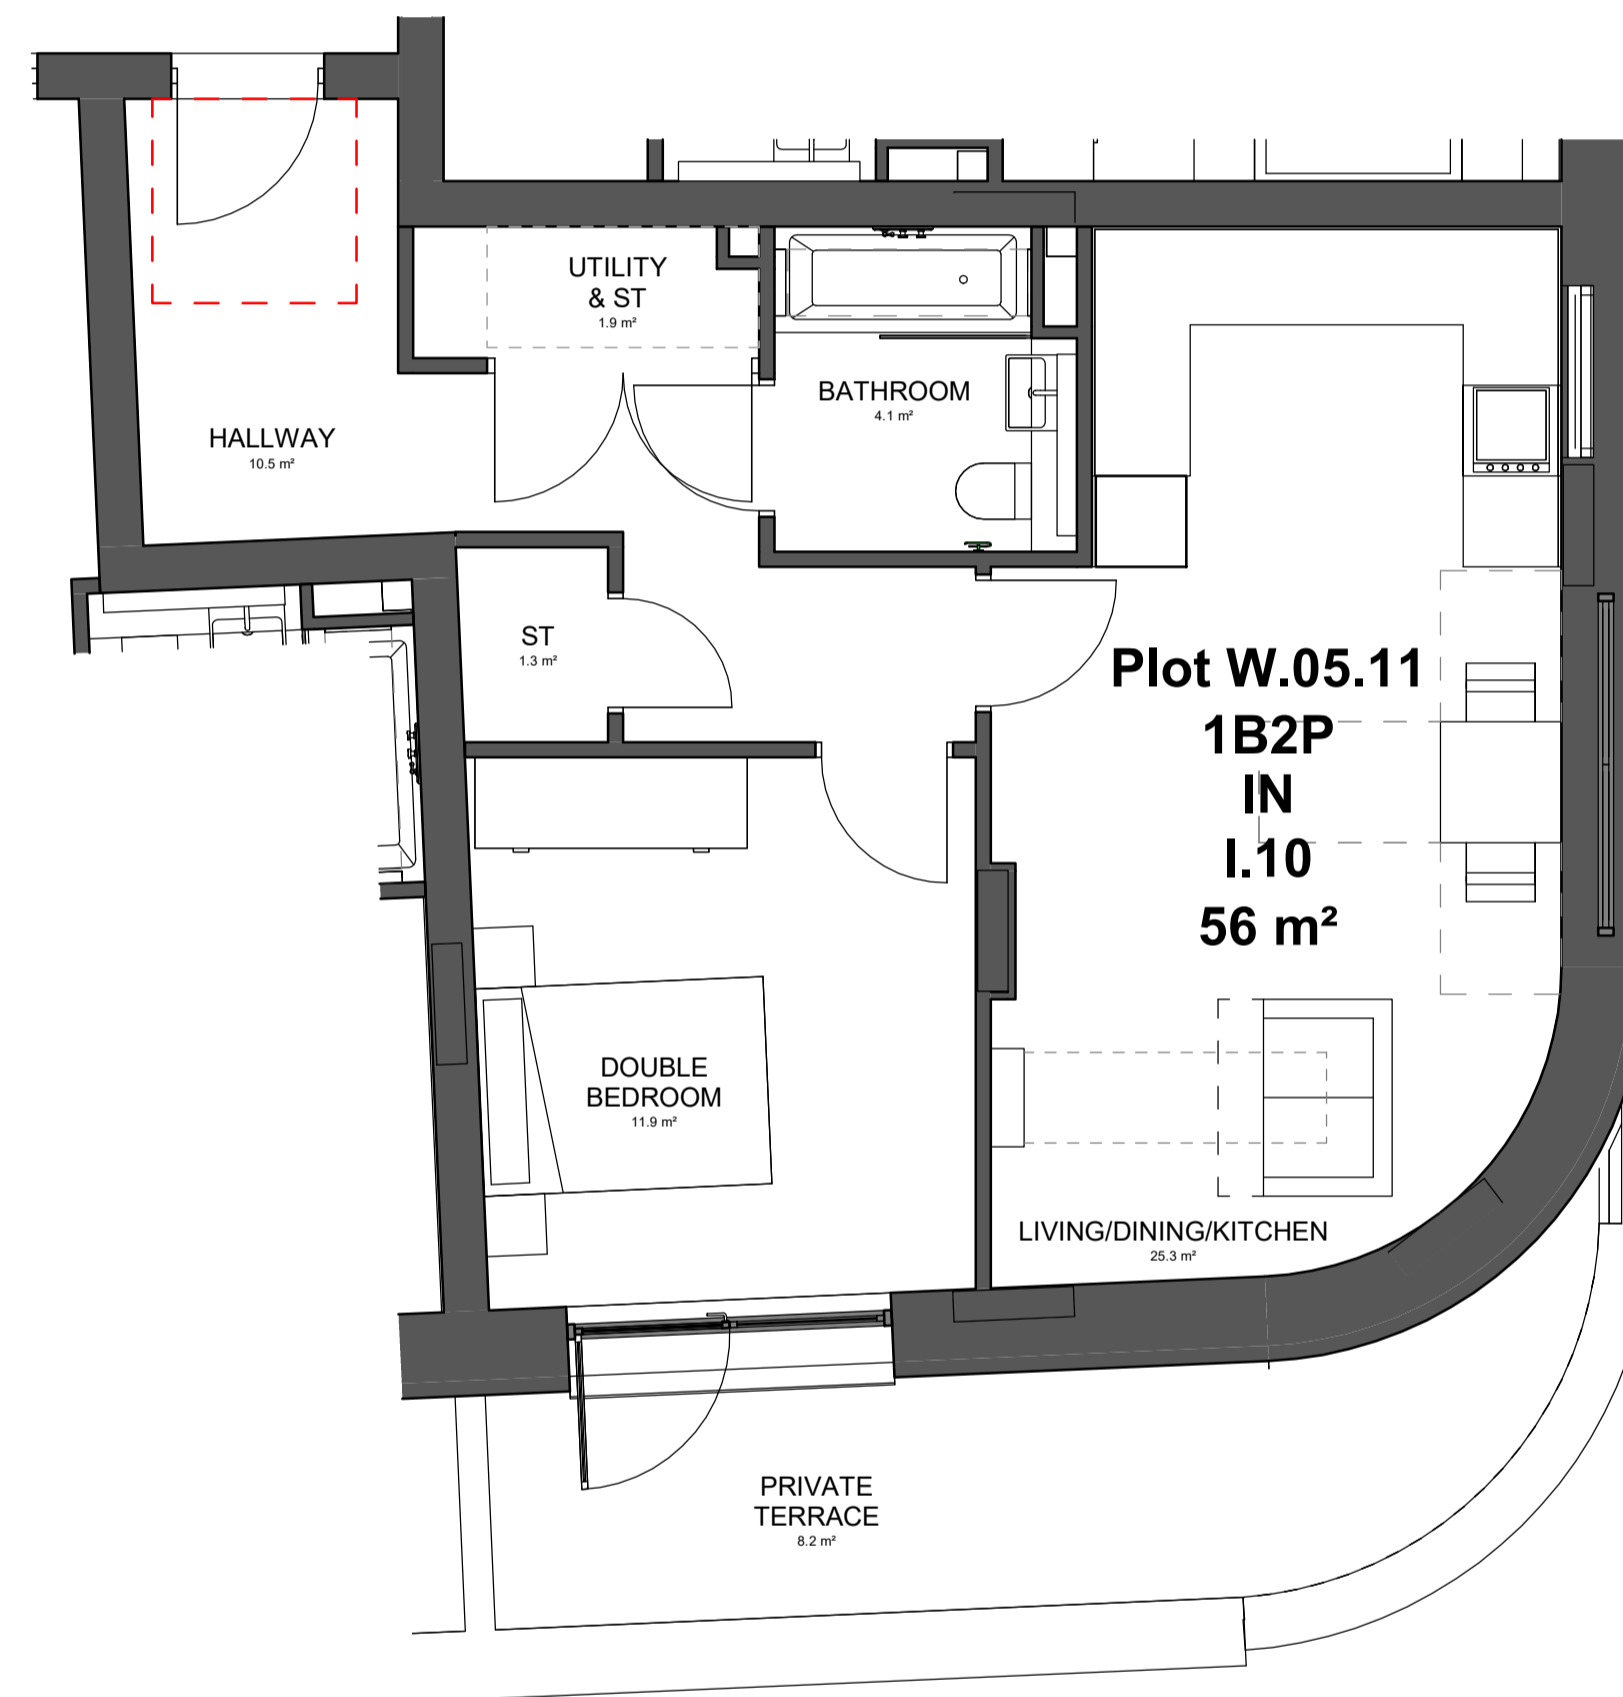 UTILITY
& ST
1.9 m²
BATHROOM
4.1 m²
HALLWAY
10.5 m²
ST
1.3 m²
Plot W.05.11
1B2P
IN
I.10
56 m²
DOUBLE
BEDROOM
11.9 m²
LIVING/DINING/KITCHEN
25.3 m²
PRIVATE
TERRACE
8.2 m²